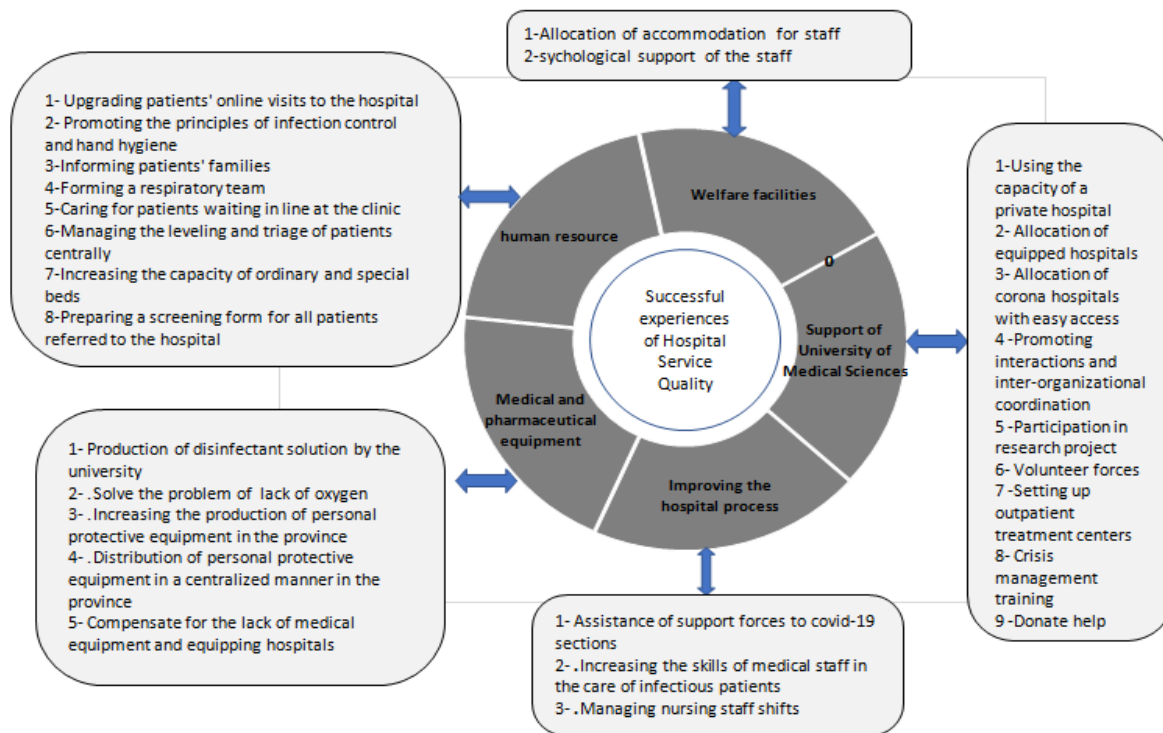 1-Allocation of accommodation for staff
2-sychological support of the staff
1- Upgrading patients' online visits to the hospital
2- Promoting the principles of infection control
and hand hygiene
3-Informing patients' families
4-Forming a respiratory team
5-Caring for patients waiting in line at the clinic
6-Managing the leveling and triage of patients
centrally
7-Increasing the capacity of ordinary and special
beds
8-Preparing a screening form for all patients
referred to the hospital
Welfare facilities
human resource
0
Successful
experiences
of Hospital
Service
Quality
Support of
University of
Medical Sciences
Medical and
pharmaceutical
equipment
Improving the
hospital process
1-Using the
capacity of a
private hospital
2- Allocation of
equipped hospitals
3- Allocation of
corona hospitals
with easy access
4 -Promoting
interactions and
inter-organizational
coordination
5- Participation in
research project
6- Volunteer forces
7 -Setting up
outpatient
treatment centers
8- Crisis
management
training
9 -Donate help
1- Production of disinfectant solution by the
university
2- .Solve the problem of lack of oxygen
3- .Increasing the production of personal
protective equipment in the province
4- .Distribution of personal protective
equipment in a centralized manner in the
province
5- Compensate for the lack of medical
equipment and equipping hospitals
1- Assistance of support forces to covid-19
sections
2- .Increasing the skills of medical staff in
the care of infectious patients
3- .Managing nursing staff shifts